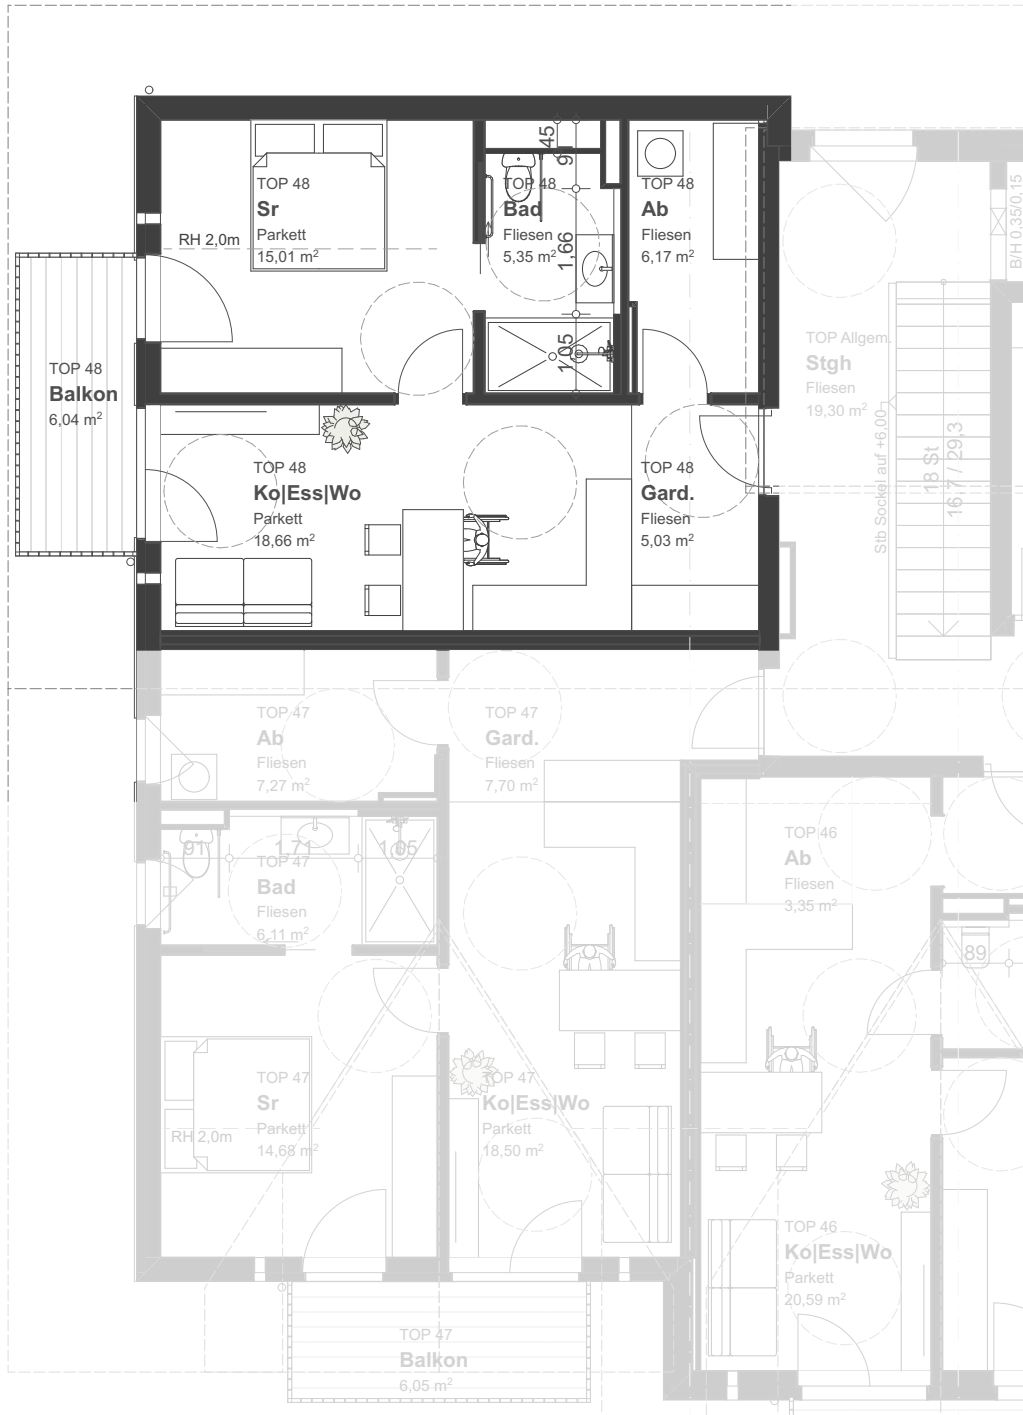 45
91
TOP 48
Sr
Parkett
15,01 m²
RH 2,0m
TOP 48
Bad
Fliesen
5,35 m²
1,66
1,05
TOP 48
Ab
Fliesen
6,17 m²
B/H 0,35/0,15
TOP Allgem.
Stgh
Fliesen
19,30 m²
Stb Sockel auf +6,00
18 St
16,7 / 29,3
TOP 48
Balkon
6,04 m²
TOP 48
Ko|Ess|Wo
Parkett
18,66 m²
TOP 48
Gard.
Fliesen
5,03 m²
TOP 47
Ab
Fliesen
7,27 m²
TOP 47
Gard.
Fliesen
7,70 m²
91
1,71
1,05
TOP 47
Bad
Fliesen
6,11 m²
TOP 46
Ab
Fliesen
3,35 m²
89
TOP 47
Sr
Parkett
14,68 m²
RH 2,0m
TOP 47
Ko|Ess|Wo
Parkett
18,50 m²
TOP 46
Ko|Ess|Wo
Parkett
20,59 m²
TOP 47
Balkon
6,05 m²